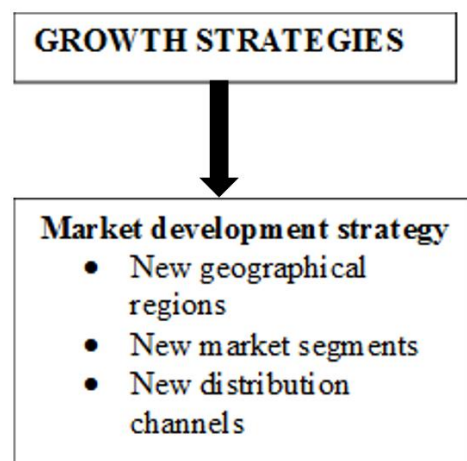 GROWTH STRATEGIES
Market development strategy
• New geographical
regions
• New market segments
• New distribution
channels